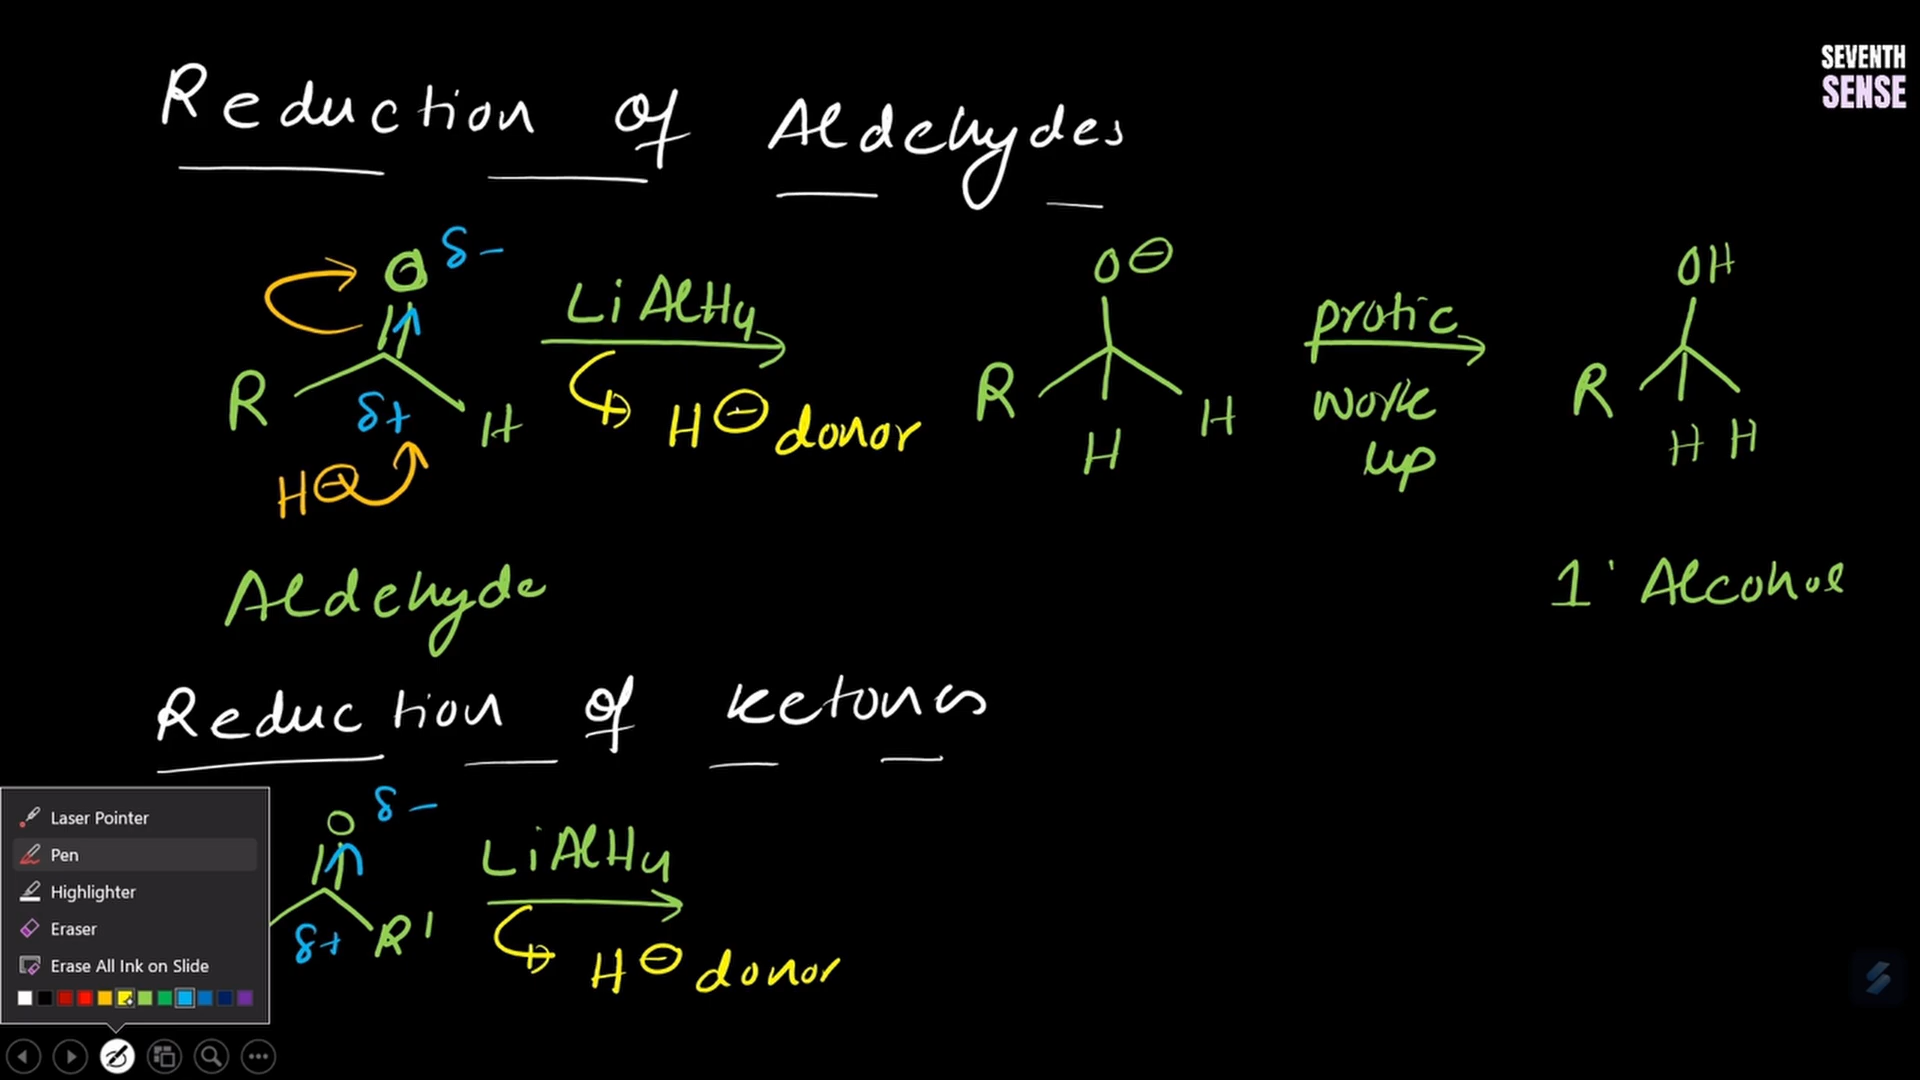 SEVENTH
SENSE
Reduction of Aldehydes
O δ-
LiAlH4
R δ+ H
H⊖
H⊖ donor
O⊖
R H H
protic
work
up
OH
R H H
Aldehyde
1° Alcohol
Reduction of ketones
O δ-
δ+ R'
LiAlH4
H⊖ donor
Laser Pointer
Pen
Highlighter
Eraser
Erase All Ink on Slide